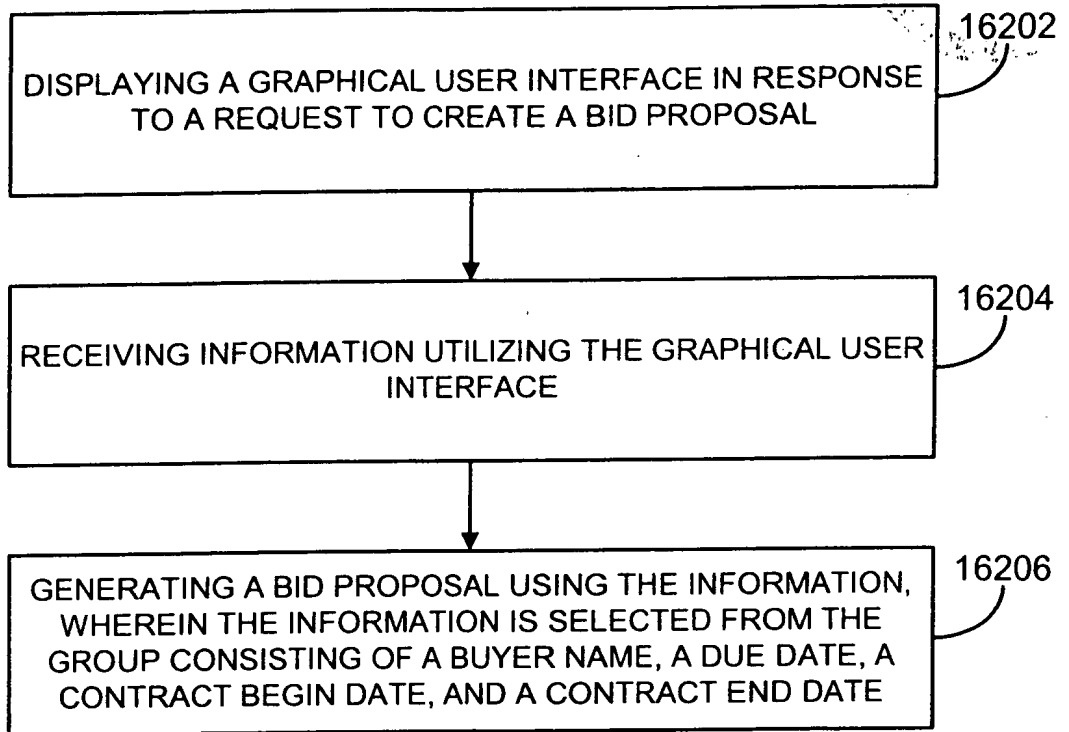 16202
DISPLAYING A GRAPHICAL USER INTERFACE IN RESPONSE
TO A REQUEST TO CREATE A BID PROPOSAL
16204
RECEIVING INFORMATION UTILIZING THE GRAPHICAL USER
INTERFACE
16206
GENERATING A BID PROPOSAL USING THE INFORMATION,
WHEREIN THE INFORMATION IS SELECTED FROM THE
GROUP CONSISTING OF A BUYER NAME, A DUE DATE, A
CONTRACT BEGIN DATE, AND A CONTRACT END DATE